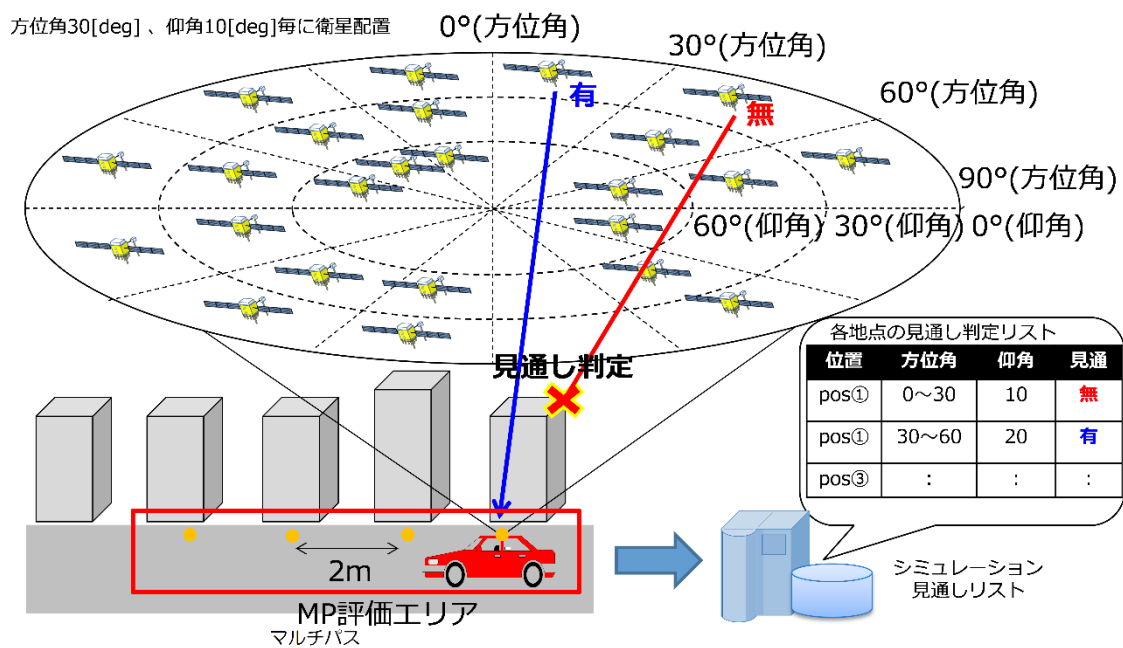 方位角30[deg] 、仰角10[deg]毎に衛星配置
0°(方位角)
30°(方位角)
60°(方位角)
90°(方位角)
有
無
60°(仰角)
30°(仰角)
0°(仰角)
見通し判定
各地点の見通し判定リスト
位置 方位角 仰角 見通
pos① 0～30 10 無
pos① 30～60 20 有
pos③ : : :
2m
MP評価エリア
マルチパス
シミュレーション
見通しリスト